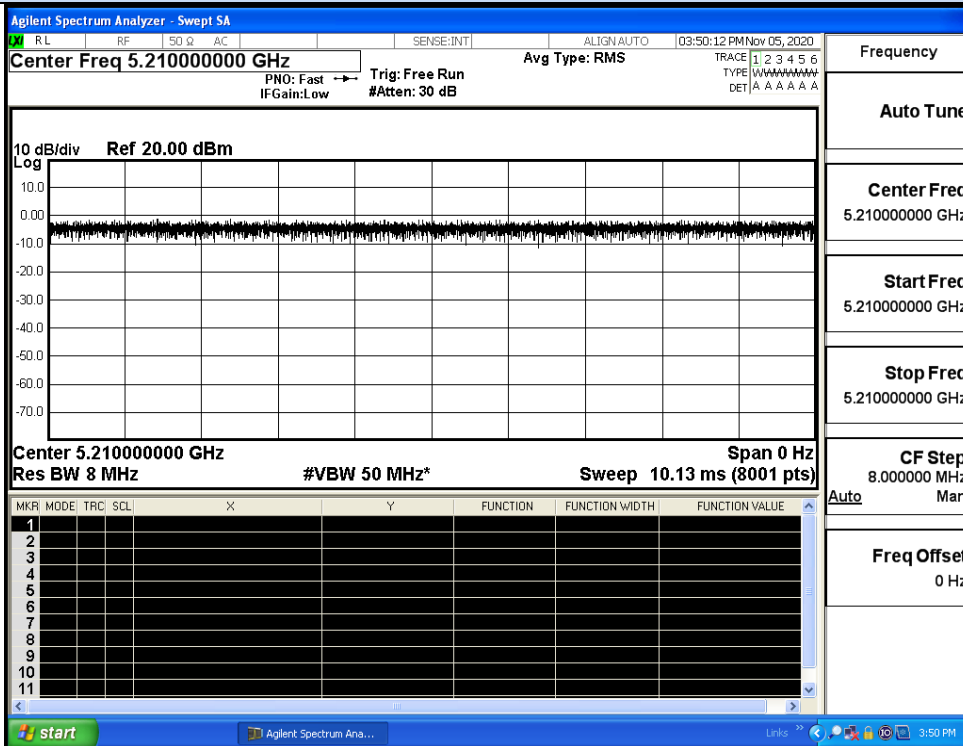 Agilent Spectrum Analyzer - Swept SA
LXI RL RF 50 Ω AC SENSE:INT ALIGN AUTO 03:50:12 PM Nov 05, 2020
Center Freq 5.210000000 GHz
Avg Type: RMS
TRACE 1 2 3 4 5 6
PNO: Fast Trig: Free Run
TYPE
IFGain:Low #Atten: 30 dB
DET A A A A A A
10 dB/div Ref 20.00 dBm
Log
10.0
0.00
-10.0
-20.0
-30.0
-40.0
-50.0
-60.0
-70.0
Center 5.210000000 GHz Span 0 Hz
Res BW 8 MHz #VBW 50 MHz* Sweep 10.13 ms (8001 pts)
MKR MODE TRC SCL X Y FUNCTION FUNCTION WIDTH FUNCTION VALUE
1
2
3
4
5
6
7
8
9
10
11
Frequency
Auto Tune
Center Freq
5.210000000 GHz
Start Freq
5.210000000 GHz
Stop Freq
5.210000000 GHz
CF Step
8.000000 MHz
Auto Man
Freq Offset
0 Hz
start Agilent Spectrum Ana... Links » 3:50 PM